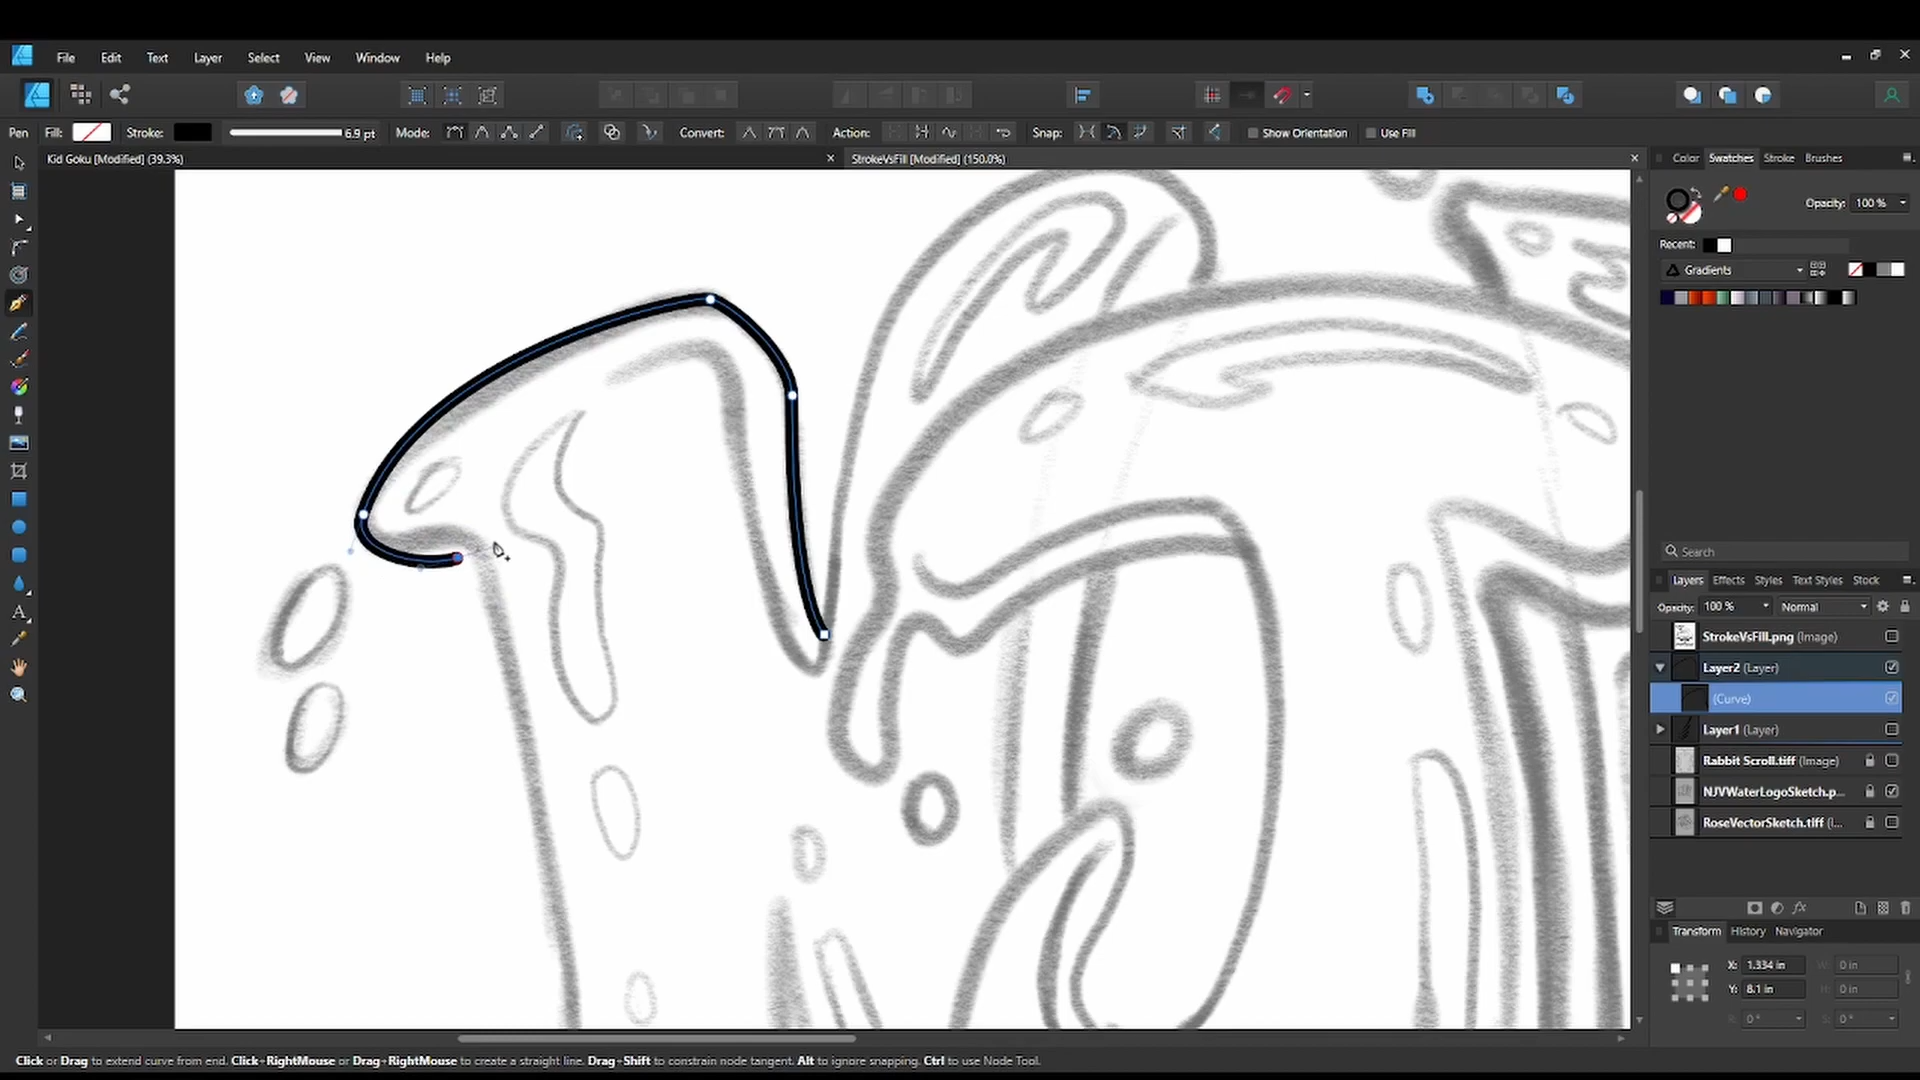 File Edit Text Layer Select View Window Help
Pen Fill: Stroke: 6.9 pt Mode: Convert: Action: Snap: Show Orientation Use Fill
Kid Goku [Modified] (39.3%) × StrokeVsFill [Modified] (150.0%) ×
Color Swatches Stroke Brushes
Opacity: 100 %
Recent:
Gradients
Search
Layers Effects Styles Text Styles Stock
Opacity: 100 % Normal
StrokeVsFill.png (Image)
Layer2 (Layer)
(Curve)
Layer1 (Layer)
Rabbit Scroll.tiff (Image)
NJVWaterLogoSketch.p...
RoseVectorSketch.tiff (I...
fx
Transform History Navigator
X: 1.334 in W: 0 in
Y: 8.1 in H: 0 in
R: 0 ° S: 0 °
Click or Drag to extend curve from end. Click+RightMouse or Drag+RightMouse to create a straight line. Drag+Shift to constrain node tangent. Alt to ignore snapping. Ctrl to use Node Tool.